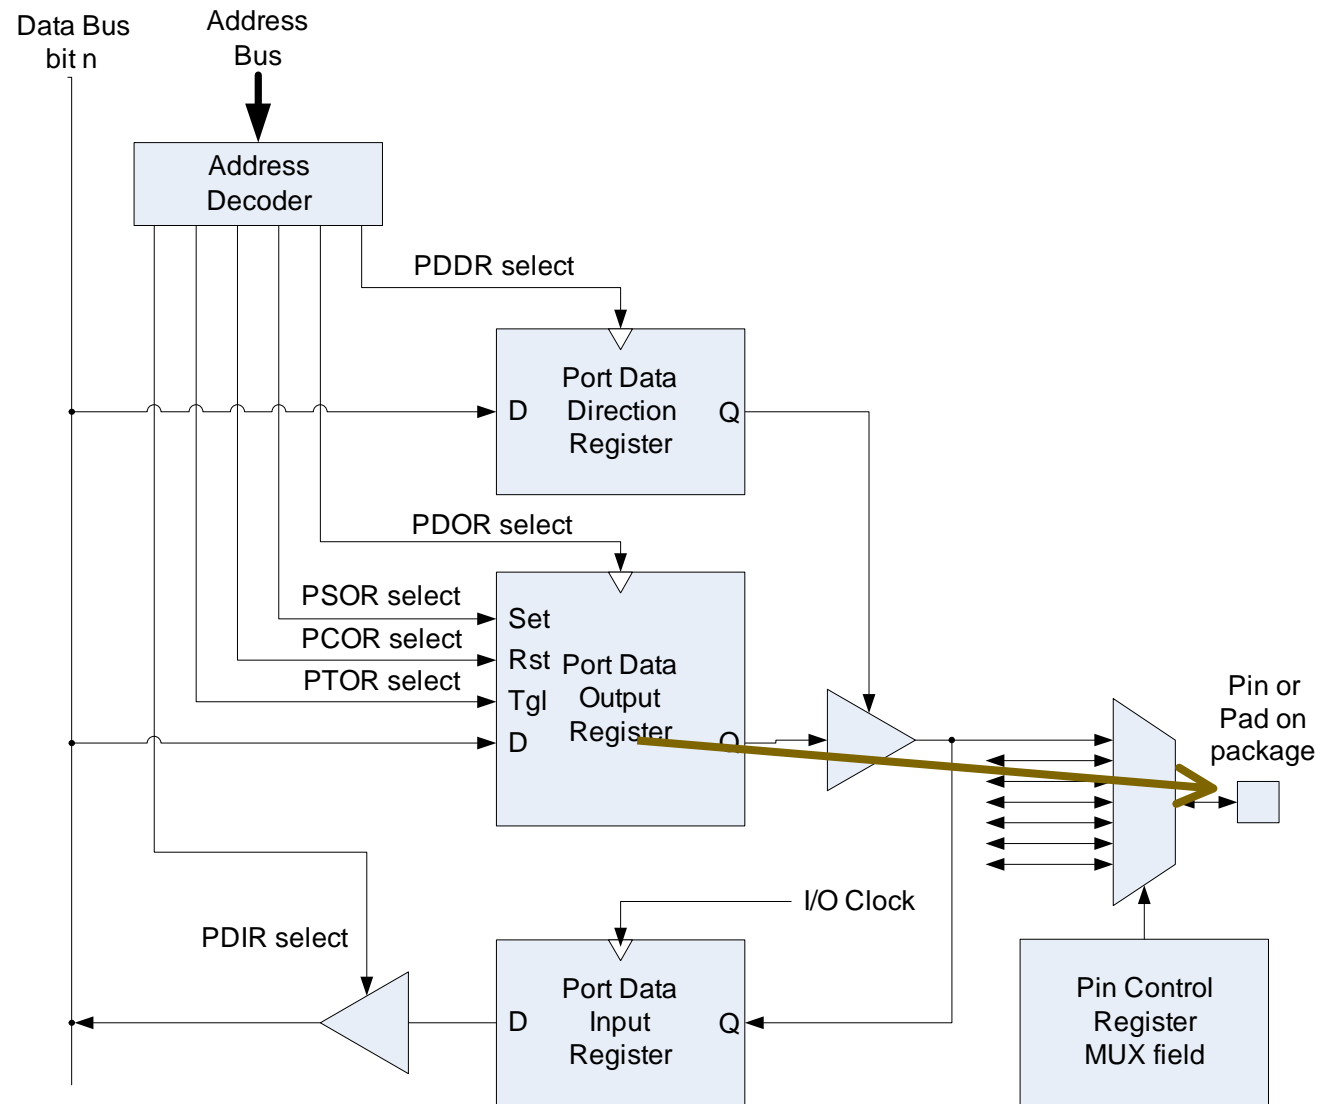 Data Bus
bit n
Address
Bus
Address
Decoder
PDDR select
Port Data
Direction
Register
D
Q
PDOR select
PSOR select
PCOR select
PTOR select
Set
Rst
Tgl
D
Port Data
Output
Register
Q
Pin or
Pad on
package
I/O Clock
PDIR select
Port Data
Input
Register
D
Q
Pin Control
Register
MUX field